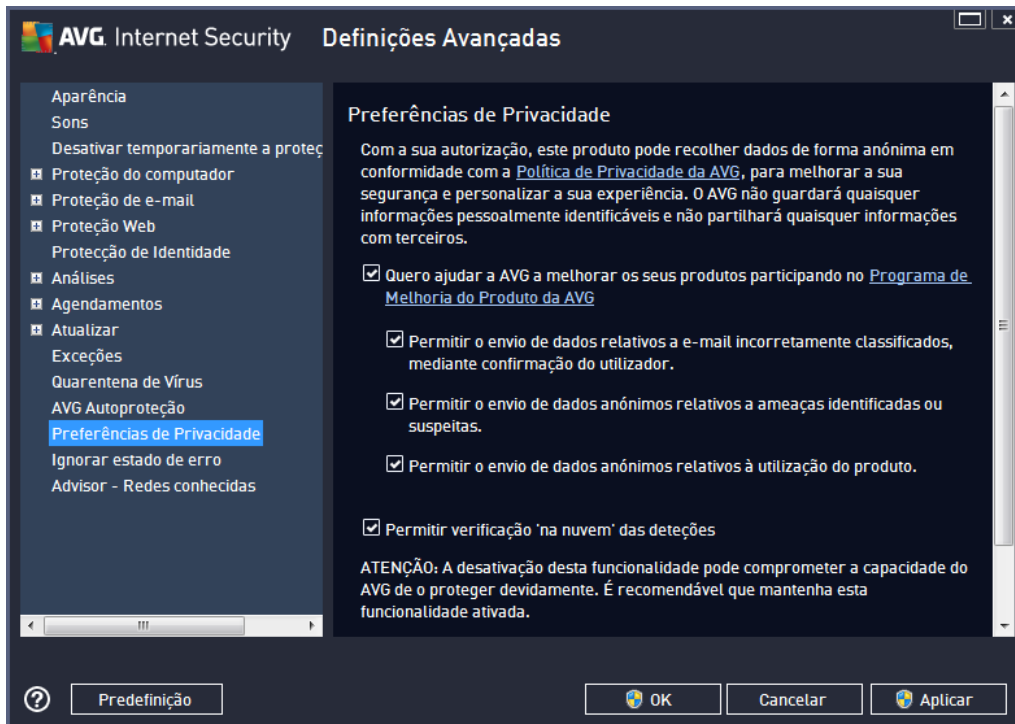 AVG. Internet Security Definições Avançadas
Aparência
Sons
Desativar temporariamente a proteç
Proteção do computador
Proteção de e-mail
Proteção Web
Protecção de Identidade
Análises
Agendamentos
Atualizar
Exceções
Quarentena de Vírus
AVG Autoproteção
Preferências de Privacidade
Ignorar estado de erro
Advisor - Redes conhecidas
Preferências de Privacidade
Com a sua autorização, este produto pode recolher dados de forma anónima em
conformidade com a Política de Privacidade da AVG, para melhorar a sua
segurança e personalizar a sua experiência. O AVG não guardará quaisquer
informações pessoalmente identificáveis e não partilhará quaisquer informações
com terceiros.
Quero ajudar a AVG a melhorar os seus produtos participando no Programa de
Melhoria do Produto da AVG
Permitir o envio de dados relativos a e-mail incorretamente classificados,
mediante confirmação do utilizador.
Permitir o envio de dados anónimos relativos a ameaças identificadas ou
suspeitas.
Permitir o envio de dados anónimos relativos à utilização do produto.
Permitir verificação 'na nuvem' das deteções
ATENÇÃO: A desativação desta funcionalidade pode comprometer a capacidade do
AVG de o proteger devidamente. É recomendável que mantenha esta
funcionalidade ativada.
Predefinição
OK
Cancelar
Aplicar